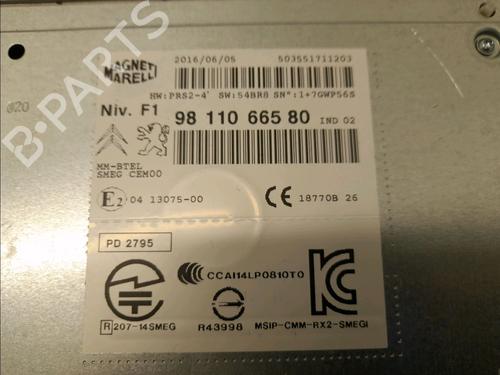 MAGNETI
MARELLI
2016/06/05
503551711203
HW:PRS2-4' SW:54BR8 SN°:1+7GWP56S
020
Niv. F1
98 110 665 80 IND 02
MM-BTEL
SMEG CEM00
E2 04 13075-00
CE 18770B 26
PD 2795
CCAI14LP0810T0
R 207-14SMEG
R43998
MSIP-CMM-RX2-SMEGI
B-PARTS